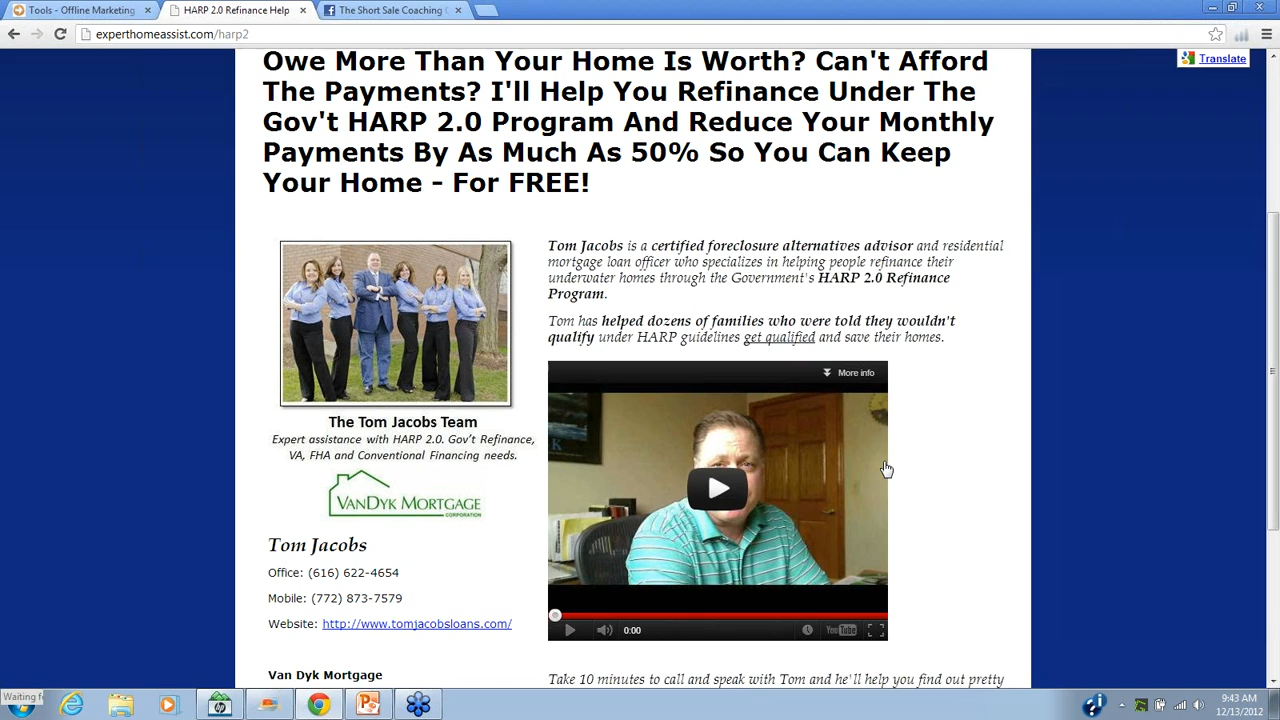 Tools - Offline Marketing
HARP 2.0 Refinance Help
The Short Sale Coaching
experthomeassist.com/harp2
Translate
Owe More Than Your Home Is Worth? Can't Afford
The Payments? I'll Help You Refinance Under The
Gov't HARP 2.0 Program And Reduce Your Monthly
Payments By As Much As 50% So You Can Keep
Your Home - For FREE!
Tom Jacobs is a certified foreclosure alternatives advisor and residential
mortgage loan officer who specializes in helping people refinance their
underwater homes through the Government's HARP 2.0 Refinance
Program.
Tom has helped dozens of families who were told they wouldn't
qualify under HARP guidelines get qualified and save their homes.
More info
0:00
YouTube
The Tom Jacobs Team
Expert assistance with HARP 2.0. Gov't Refinance,
VA, FHA and Conventional Financing needs.
VANDYK MORTGAGE
CORPORATION
Tom Jacobs
Office: (616) 622-4654
Mobile: (772) 873-7579
Website: http://www.tomjacobsloans.com/
Van Dyk Mortgage
Take 10 minutes to call and speak with Tom and he'll help you find out pretty
Waiting f
9:43 AM
12/13/2012